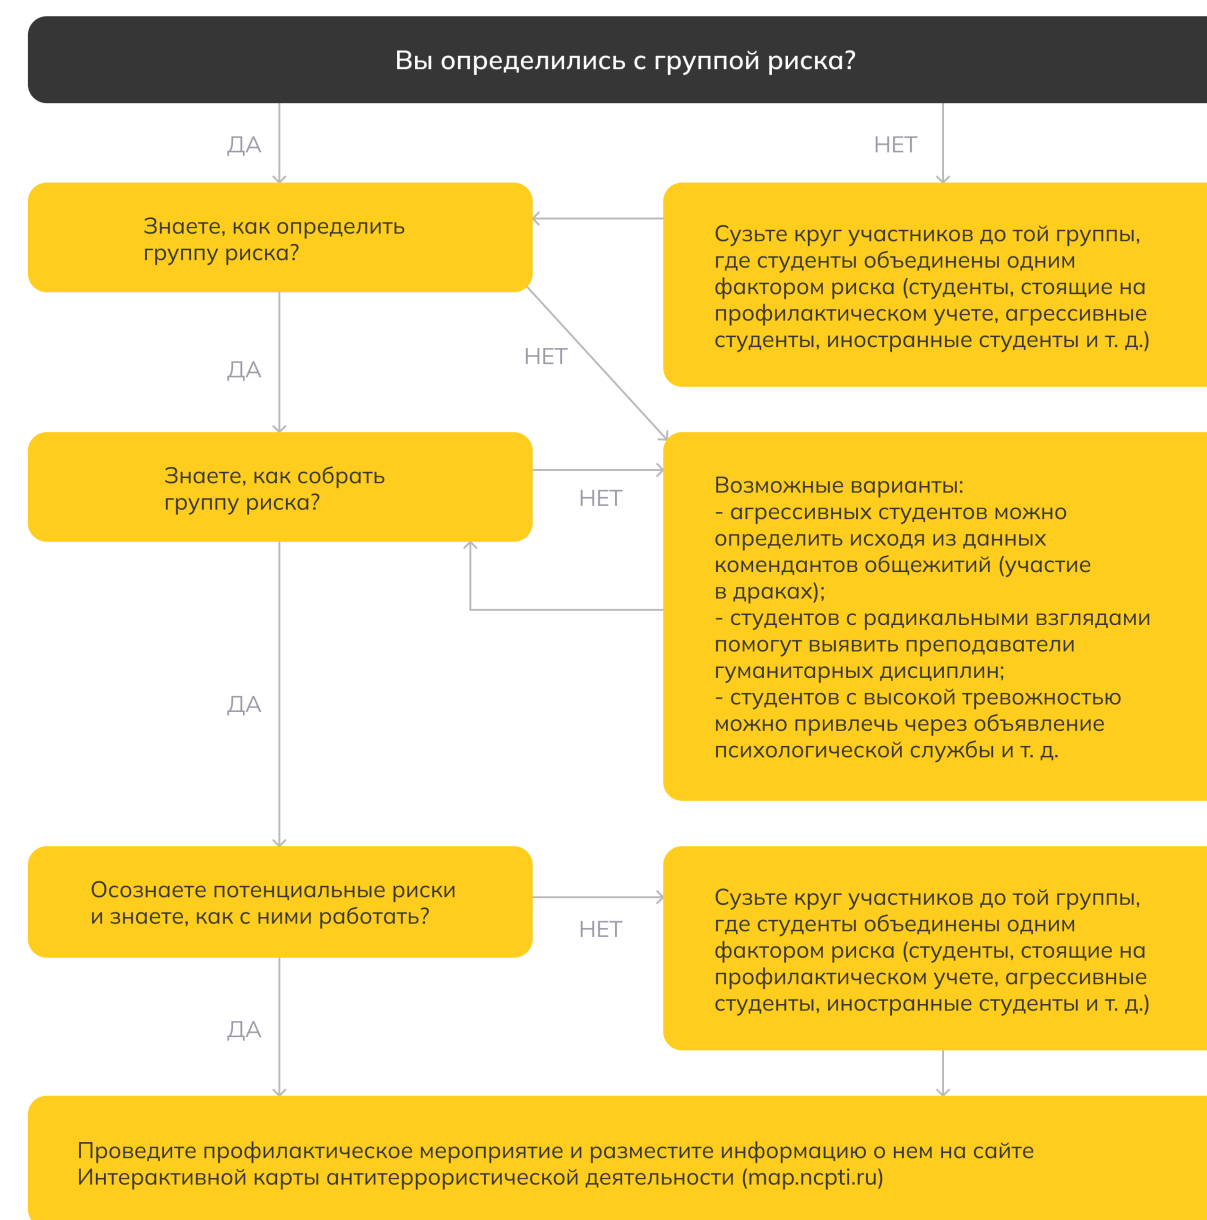 Вы определились с группой риска?
ДА
НЕТ
Знаете, как определить
группу риска?
Сузьте круг участников до той группы,
где студенты объединены одним
фактором риска (студенты, стоящие на
профилактическом учете, агрессивные
студенты, иностранные студенты и т. д.)
ДА
НЕТ
Знаете, как собрать
группу риска?
НЕТ
Возможные варианты:
- агрессивных студентов можно
определить исходя из данных
комендантов общежитий (участие
в драках);
- студентов с радикальными взглядами
помогут выявить преподаватели
гуманитарных дисциплин;
- студентов с высокой тревожностью
можно привлечь через объявление
психологической службы и т. д.
ДА
Осознаете потенциальные риски
и знаете, как с ними работать?
НЕТ
Сузьте круг участников до той группы,
где студенты объединены одним
фактором риска (студенты, стоящие на
профилактическом учете, агрессивные
студенты, иностранные студенты и т. д.)
ДА
Проведите профилактическое мероприятие и разместите информацию о нем на сайте
Интерактивной карты антитеррористической деятельности (map.ncpti.ru)